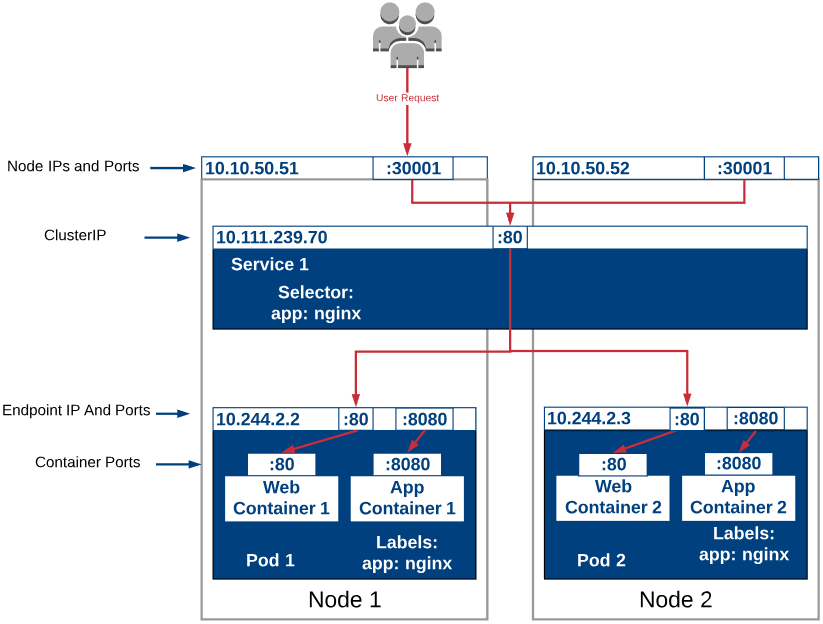 User Request
Node IPs and Ports
10.10.50.51 :30001
10.10.50.52 :30001
ClusterIP
10.111.239.70 :80
Service 1
Selector:
app: nginx
Endpoint IP And Ports
10.244.2.2 :80 :8080
10.244.2.3 :80 :8080
Container Ports
:80
Web
Container 1
:8080
App
Container 1
Labels:
app: nginx
Pod 1
Node 1
:80
Web
Container 2
:8080
App
Container 2
Labels:
app: nginx
Pod 2
Node 2